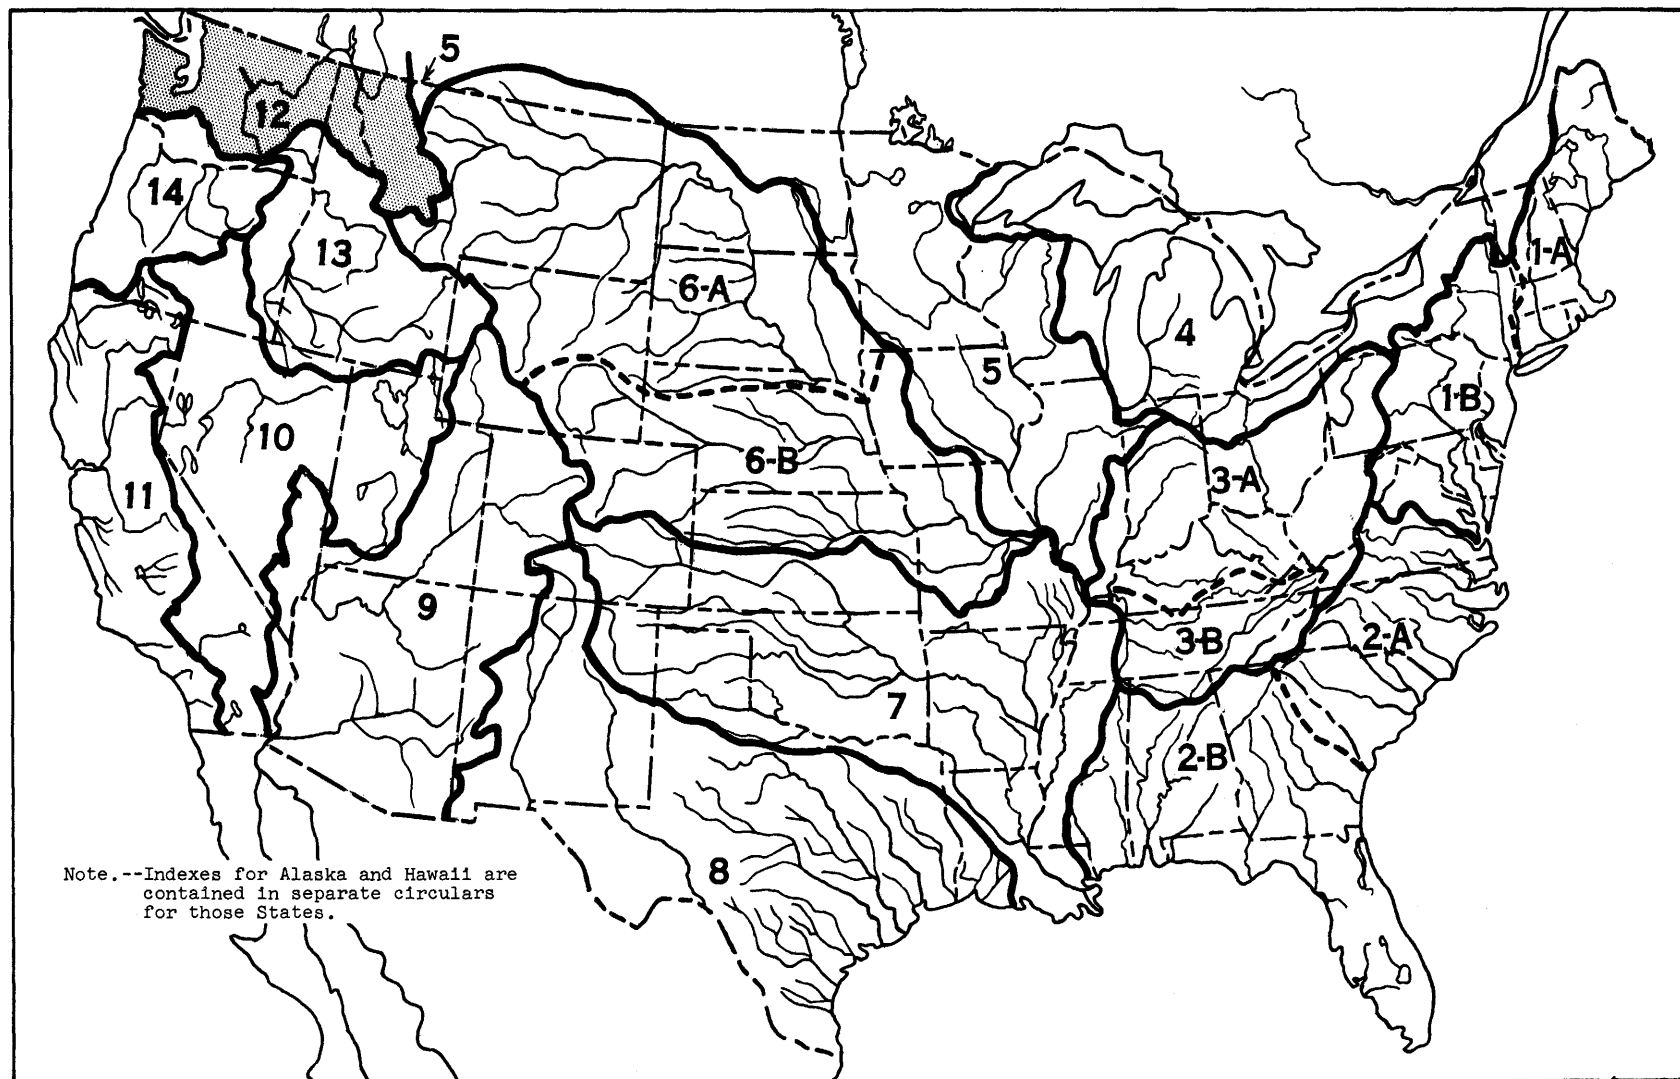 5
12
14
13
6-A
1-A
4
5
1-B
10
6-B
11
3-A
9
3-B
2-A
7
2-B
8
Note.--Indexes for Alaska and Hawaii are
contained in separate circulars
for those States.